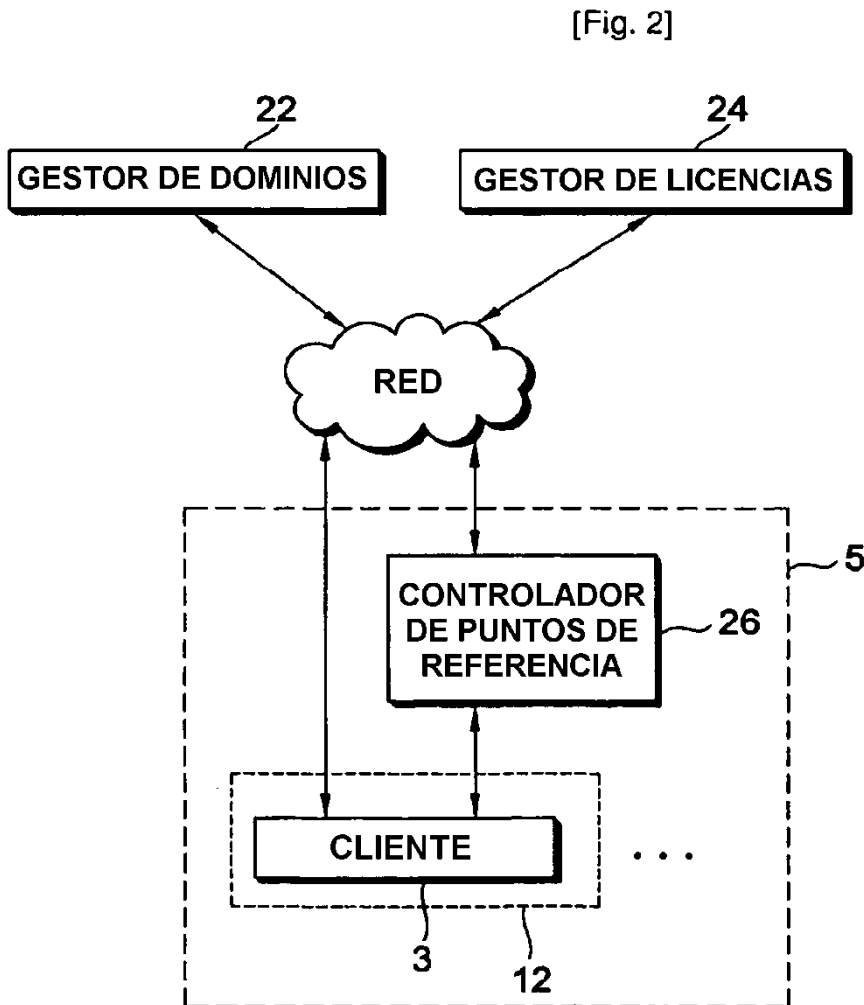 [Fig. 2]
22
24
GESTOR DE DOMINIOS
GESTOR DE LICENCIAS
RED
5
CONTROLADOR
DE PUNTOS DE
REFERENCIA
26
CLIENTE
...
3
12